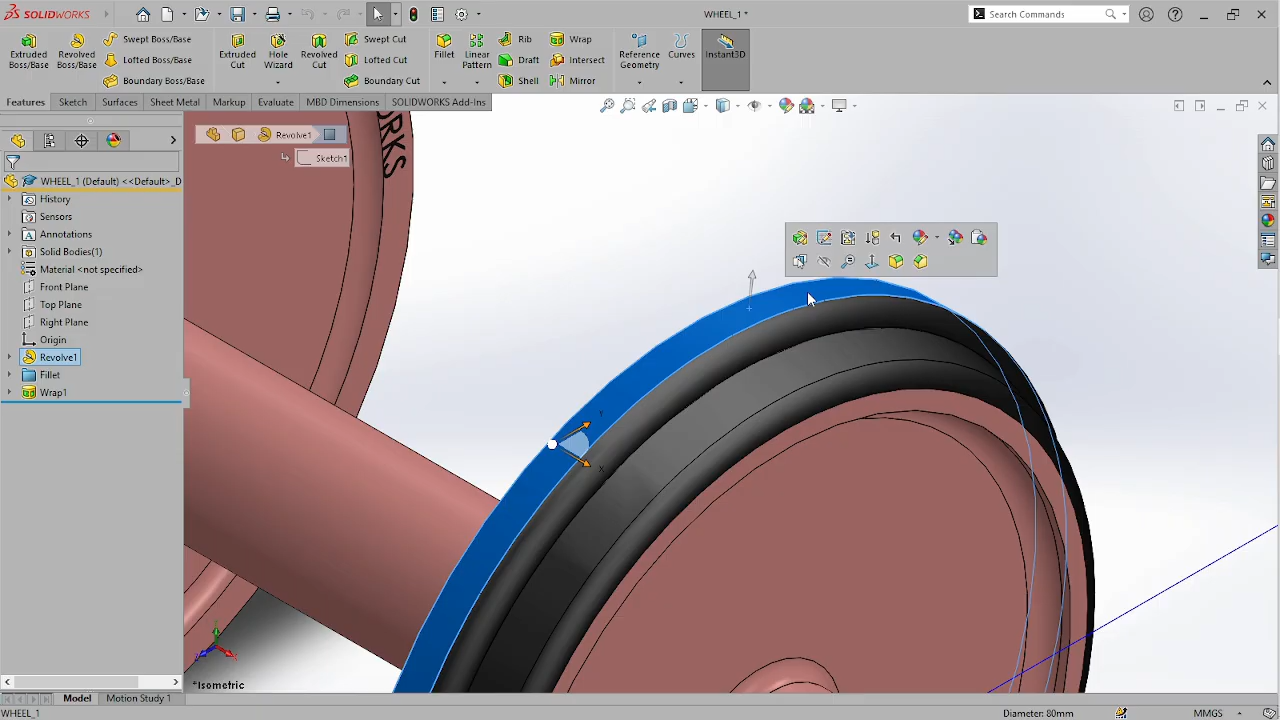 SOLIDWORKS
WHEEL_1 *
Search Commands
Extruded Boss/Base
Revolved Boss/Base
Swept Boss/Base
Lofted Boss/Base
Boundary Boss/Base
Extruded Cut
Hole Wizard
Revolved Cut
Swept Cut
Lofted Cut
Boundary Cut
Fillet
Linear Pattern
Rib
Draft
Shell
Wrap
Intersect
Mirror
Reference Geometry
Curves
Instant3D
Features Sketch Surfaces Sheet Metal Markup Evaluate MBD Dimensions SOLIDWORKS Add-Ins
Revolve1
Sketch1
RKS
WHEEL_1 (Default) <<Default>_D
History
Sensors
Annotations
Solid Bodies(1)
Material <not specified>
Front Plane
Top Plane
Right Plane
Origin
Revolve1
Fillet
Wrap1
Y
X
*Isometric
Model Motion Study 1
WHEEL_1
Diameter: 80mm
MMGS